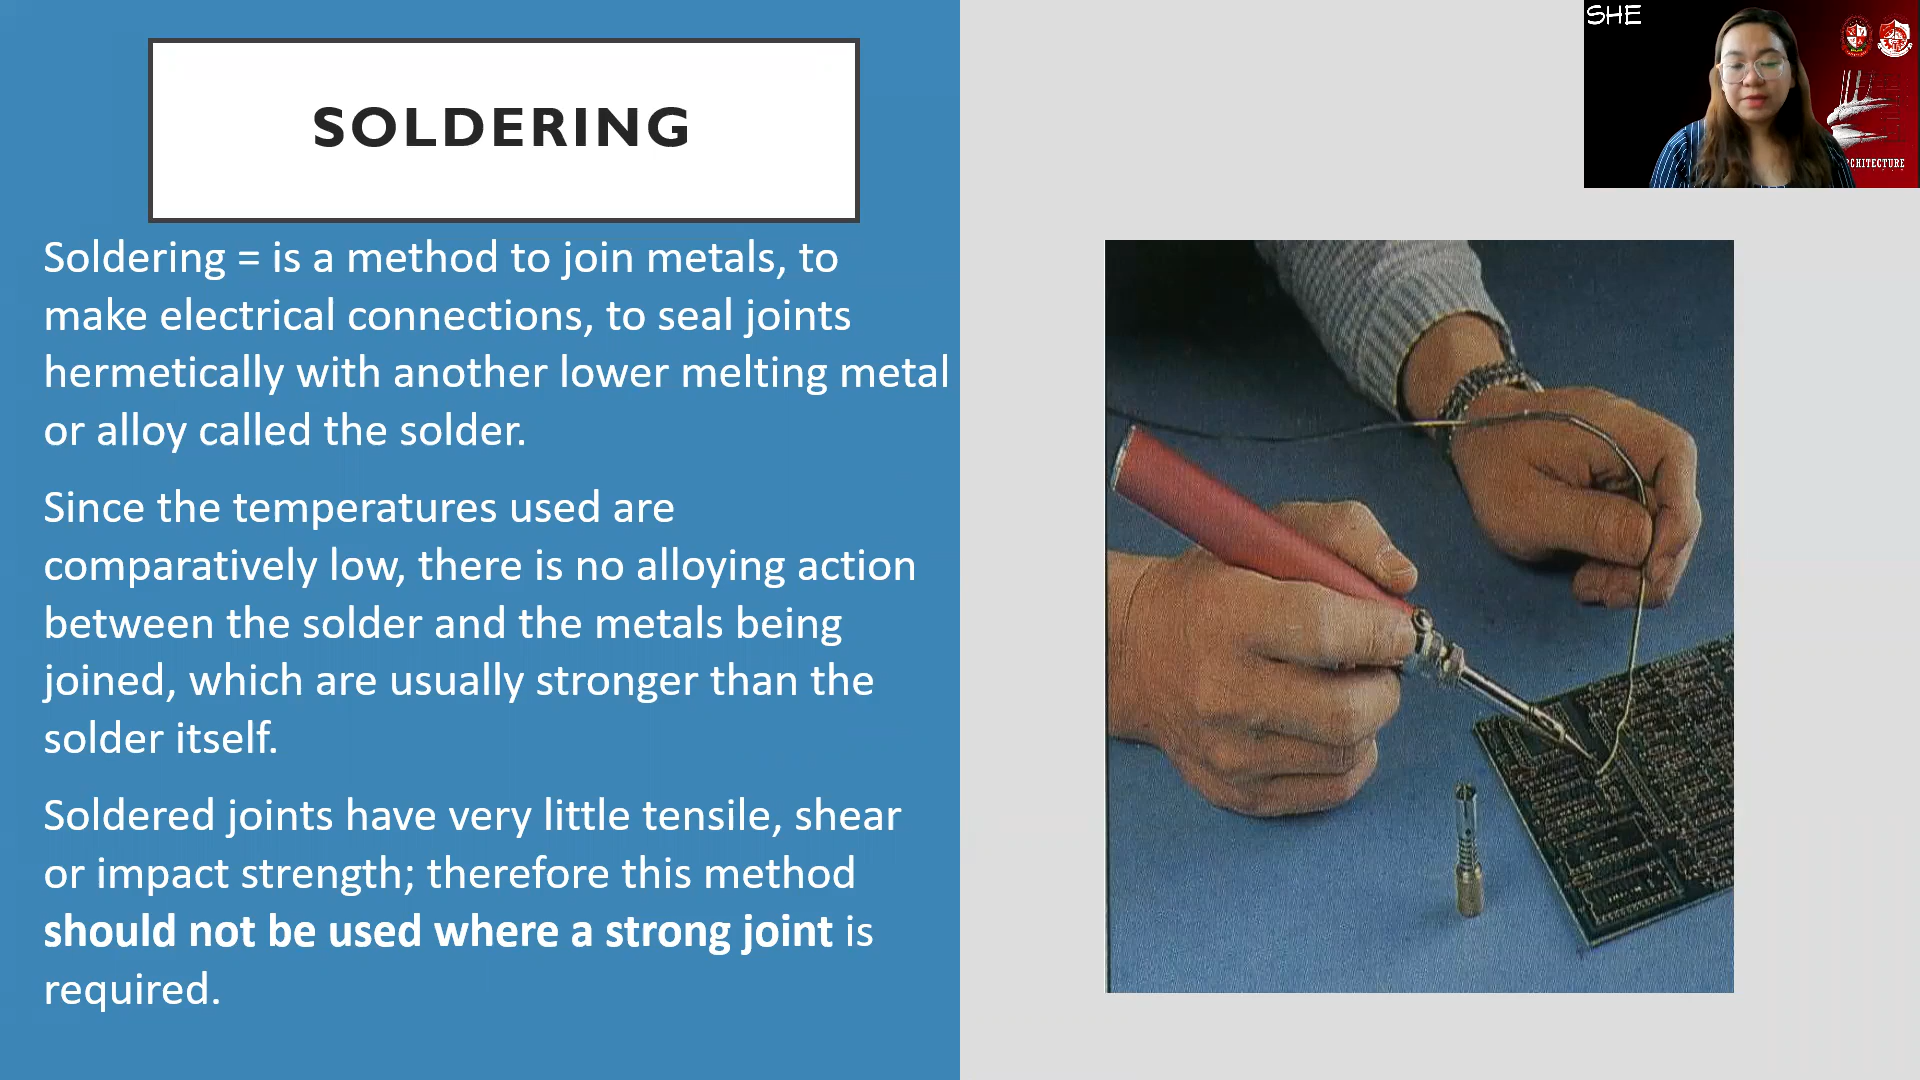 SOLDERING
Soldering = is a method to join metals, to
make electrical connections, to seal joints
hermetically with another lower melting metal
or alloy called the solder.
Since the temperatures used are
comparatively low, there is no alloying action
between the solder and the metals being
joined, which are usually stronger than the
solder itself.
Soldered joints have very little tensile, shear
or impact strength; therefore this method
should not be used where a strong joint is
required.
SHE
CHITECTURE